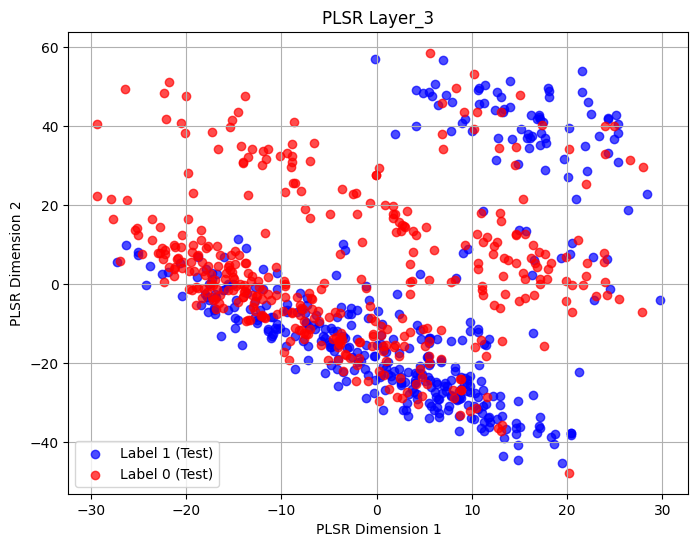 PLSR Layer_3
60
40
20
0
−20
−40
−30
−20
−10
0
10
20
30
PLSR Dimension 2
PLSR Dimension 1
Label 1 (Test)
Label 0 (Test)